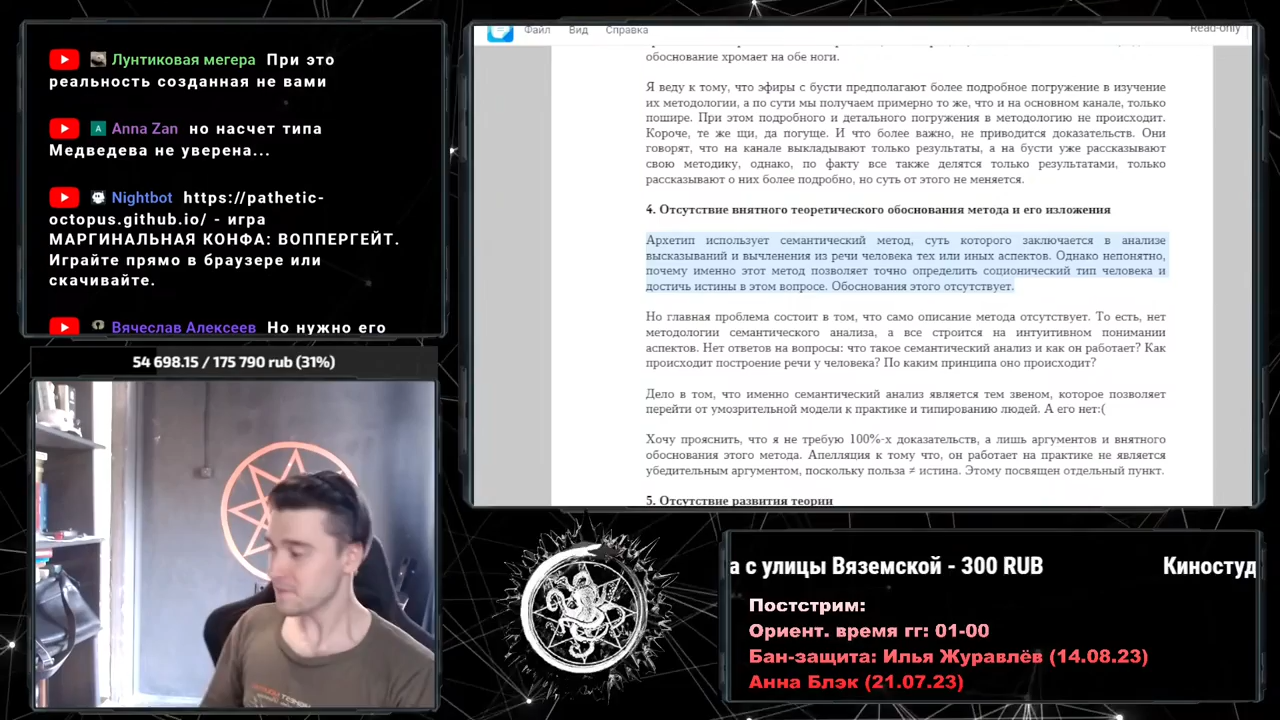 Лунтиковая мегера При это
реальность созданная не вами
Anna Zan но насчет типа
Медведева не уверена...
Nightbot https://pathetic-
octopus.github.io/ - игра
МАРГИНАЛЬНАЯ КОНФА: ВОППЕРГЕЙТ.
Играйте прямо в браузере или
скачивайте.
Вячеслав Алексеев Но нужно его
54 698.15 / 175 790 rub (31%)
Файл Вид Справка Read-only
обоснование хромает на обе ноги.
Я веду к тому, что эфиры с бусти предполагают более подробное погружение в изучение
их методологии, а по сути мы получаем примерно то же, что и на основном канале, только
пошире. При этом подробного и детального погружения в методологию не происходит.
Короче, те же щи, да погуще. И что более важно, не приводится доказательств. Они
говорят, что на канале выкладывают только результаты, а на бусти уже рассказывают
свою методику, однако, по факту все также делятся только результатами, только
рассказывают о них более подробно, но суть от этого не меняется.
4. Отсутствие внятного теоретического обоснования метода и его изложения
Архетип использует семантический метод, суть которого заключается в анализе
высказываний и вычленения из речи человека тех или иных аспектов. Однако непонятно,
почему именно этот метод позволяет точно определить соционический тип человека и
достичь истины в этом вопросе. Обоснования этого отсутствует.
Но главная проблема состоит в том, что само описание метода отсутствует. То есть, нет
методологии семантического анализа, а все строится на интуитивном понимании
аспектов. Нет ответов на вопросы: что такое семантический анализ и как он работает? Как
происходит построение речи у человека? По каким принципа оно происходит?
Дело в том, что именно семантический анализ является тем звеном, которое позволяет
перейти от умозрительной модели к практике и типированию людей. А его нет:(
Хочу прояснить, что я не требую 100%-х доказательств, а лишь аргументов и внятного
обоснования этого метода. Апелляция к тому что, он работает на практике не является
убедительным аргументом, поскольку польза ≠ истина. Этому посвящен отдельный пункт.
5. Отсутствие развития теории
а с улицы Вяземской - 300 RUB Киностуд
Постстрим:
Ориент. время гг: 01-00
Бан-защита: Илья Журавлёв (14.08.23)
Анна Блэк (21.07.23)